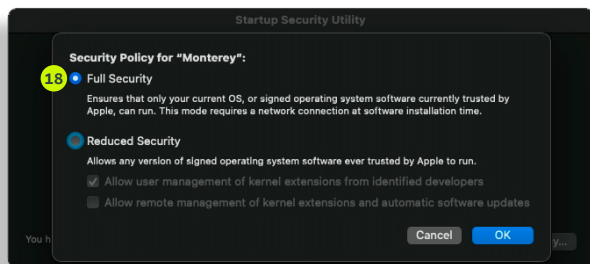 Startup Security Utility
Security Policy for “Monterey”:
18 Full Security
Ensures that only your current OS, or signed operating system software currently trusted by
Apple, can run. This mode requires a network connection at software installation time.
Reduced Security
Allows any version of signed operating system software ever trusted by Apple to run.
Allow user management of kernel extensions from identified developers
Allow remote management of kernel extensions and automatic software updates
You h
Cancel OK
y...